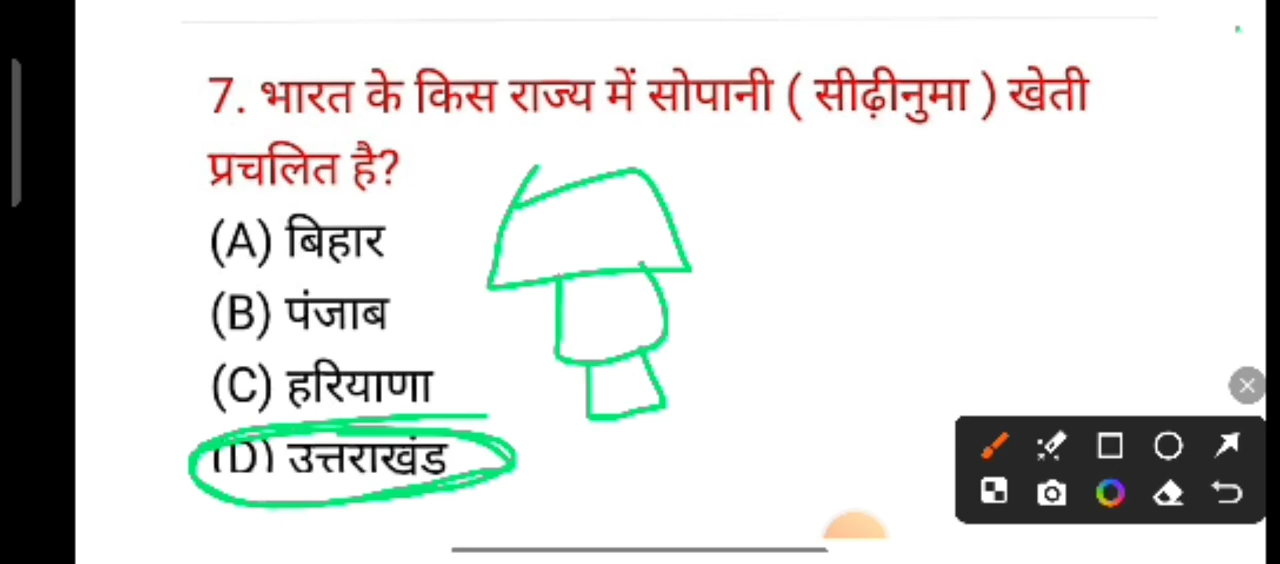 7. भारत के किस राज्य में सोपानी ( सीढ़ीनुमा ) खेती
प्रचलित है?
(A) बिहार
(B) पंजाब
(C) हरियाणा
(D) उत्तराखंड